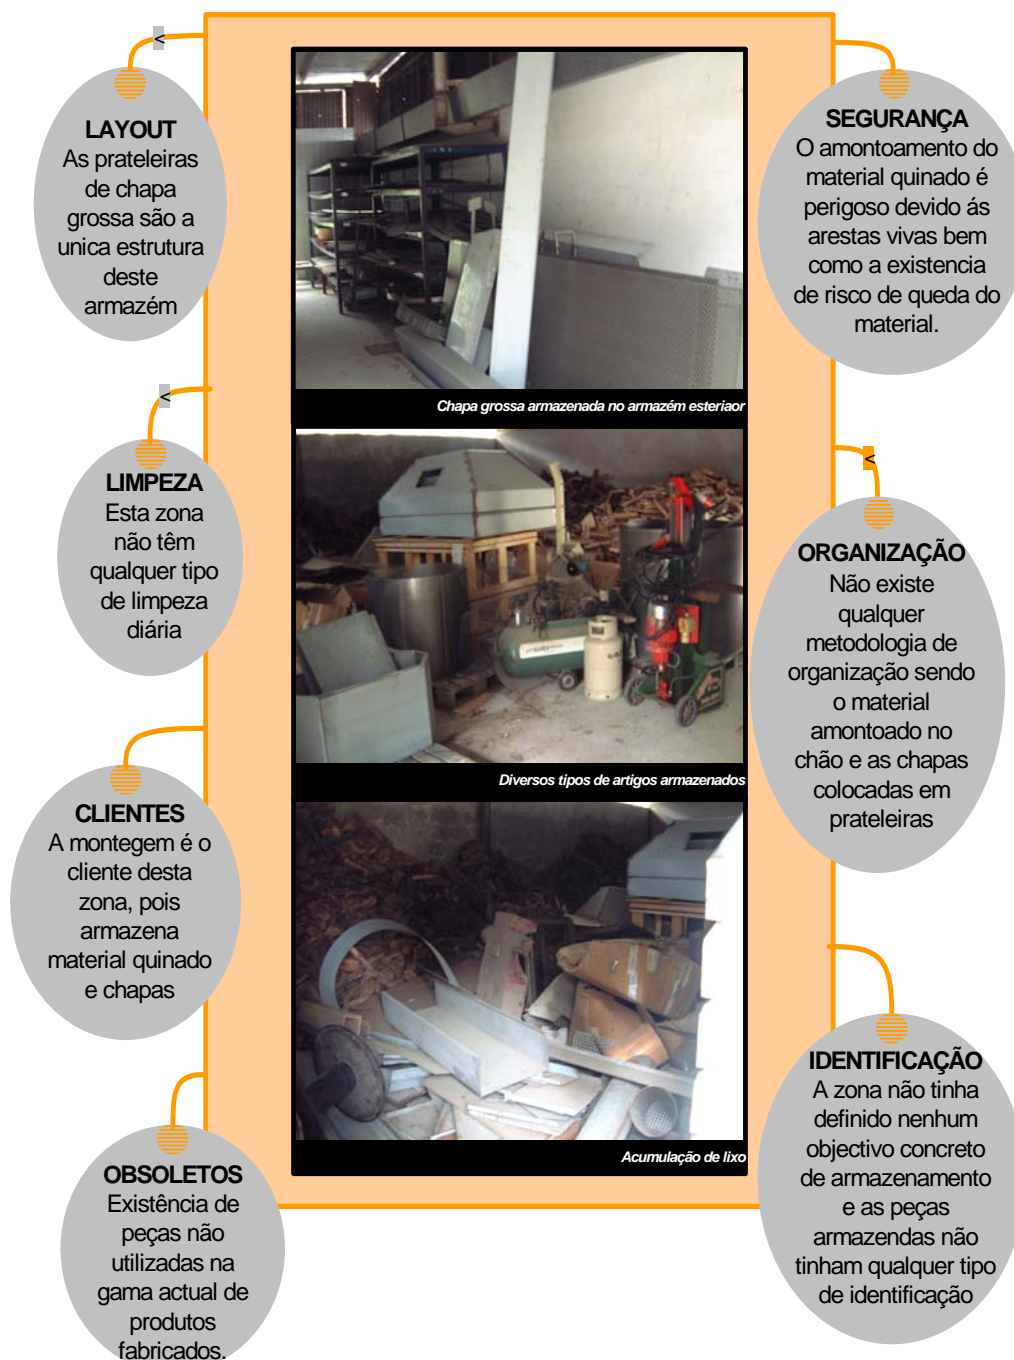 LAYOUT
As prateleiras
de chapa
grossa são a
unica estrutura
deste
armazém
LIMPEZA
Esta zona
não têm
qualquer tipo
de limpeza
diária
CLIENTES
A montegem é o
cliente desta
zona, pois
armazena
material quinado
e chapas
OBSOLETOS
Existência de
peças não
utilizadas na
gama actual de
produtos
fabricados.
Chapa grossa armazenada no armazém esteriaor
Diversos tipos de artigos armazenados
Acumulação de lixo
SEGURANÇA
O amontoamento do
material quinado é
perigoso devido ás
arestas vivas bem
como a existencia
de risco de queda do
material.
ORGANIZAÇÃO
Não existe
qualquer
metodologia de
organização sendo
o material
amontoado no
chão e as chapas
colocadas em
prateleiras
IDENTIFICAÇÃO
A zona não tinha
definido nenhum
objectivo concreto
de armazenamento
e as peças
armazendas não
tinham qualquer tipo
de identificação